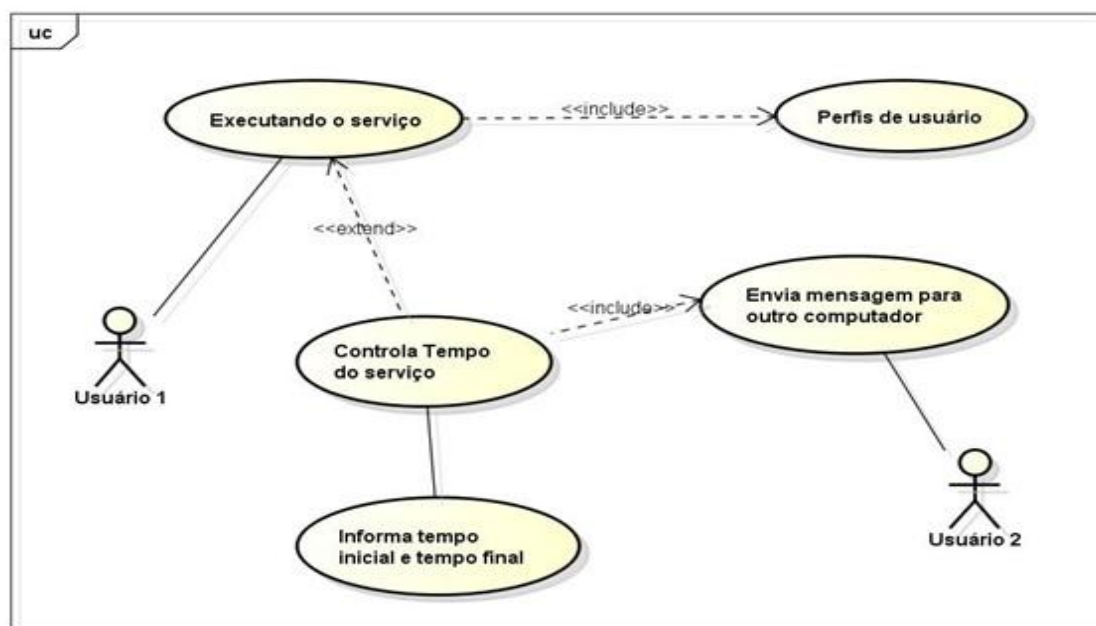 uc
Executando o serviço
<<include>>
Perfis de usuário
<<extend>>
Usuário 1
Controla Tempo
do serviço
<<include>>
Envia mensagem para
outro computador
Informa tempo
inicial e tempo final
Usuário 2